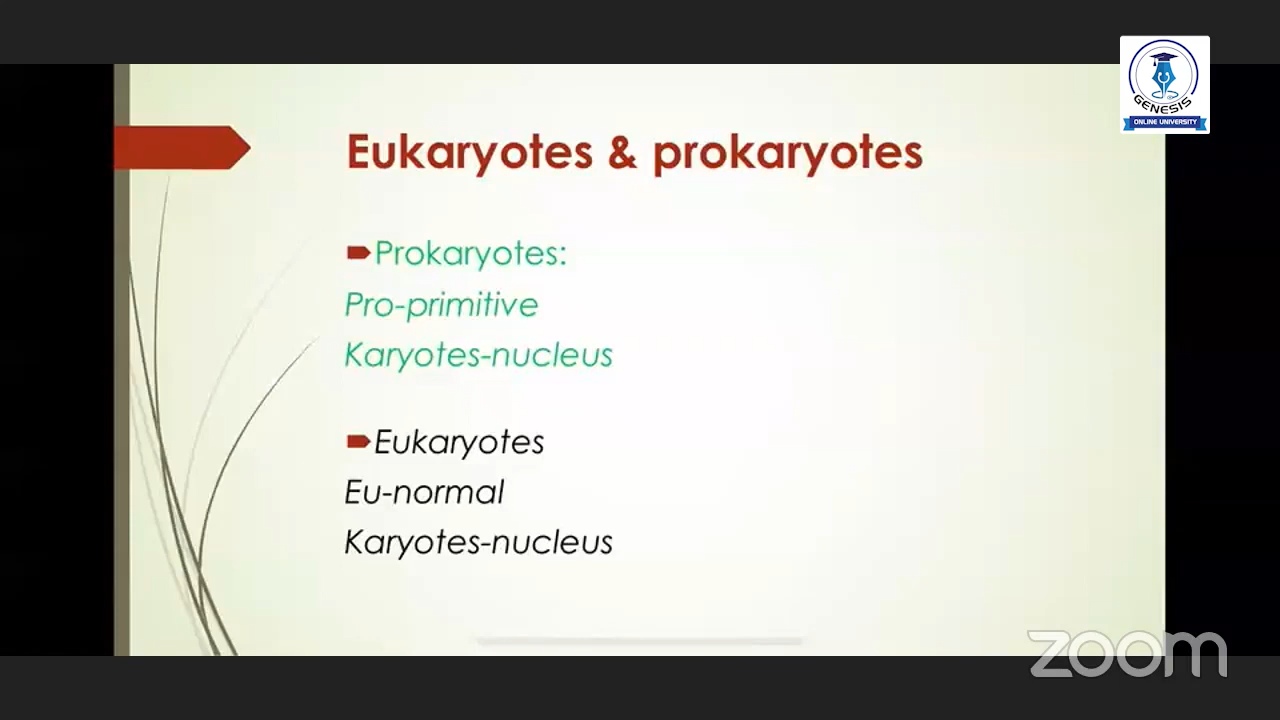 GENESIS
ONLINE UNIVERSITY
Eukaryotes & prokaryotes
Prokaryotes:
Pro-primitive
Karyotes-nucleus
Eukaryotes
Eu-normal
Karyotes-nucleus
zoom